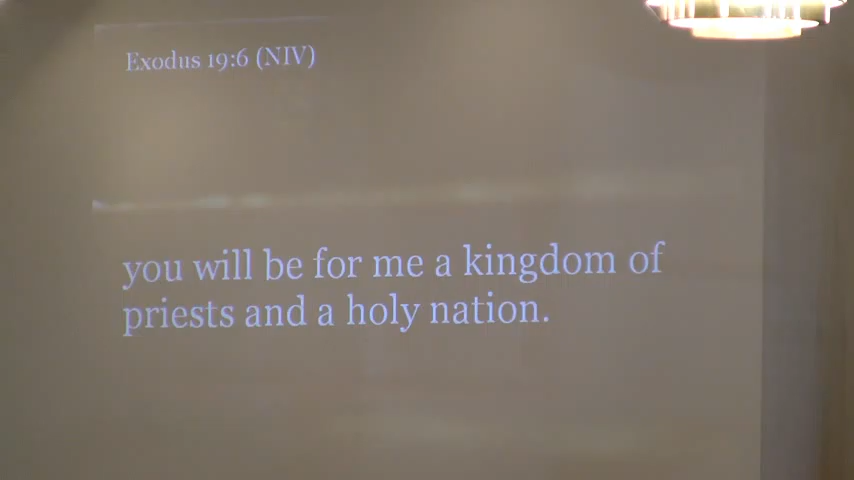 Exodus 19:6 (NIV)
you will be for me a kingdom of
priests and a holy nation.